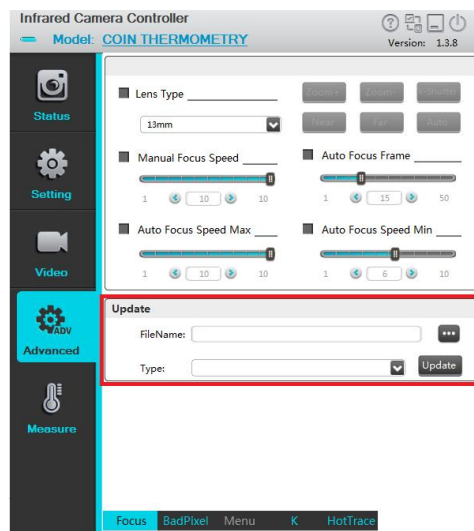 Infrared Camera Controller
Model: COIN THERMOMETRY
Version: 1.3.8
Status
Setting
Video
Advanced
ADV
Measure
Lens Type
Zoom+ Zoom- I-Shutter
13mm
Near Far Auto
Manual Focus Speed
Auto Focus Frame
1 10 10
1 15 50
Auto Focus Speed Max
Auto Focus Speed Min
1 10 10
1 6 10
Update
FileName:
Type:
Update
Focus BadPixel Menu K HotTrace